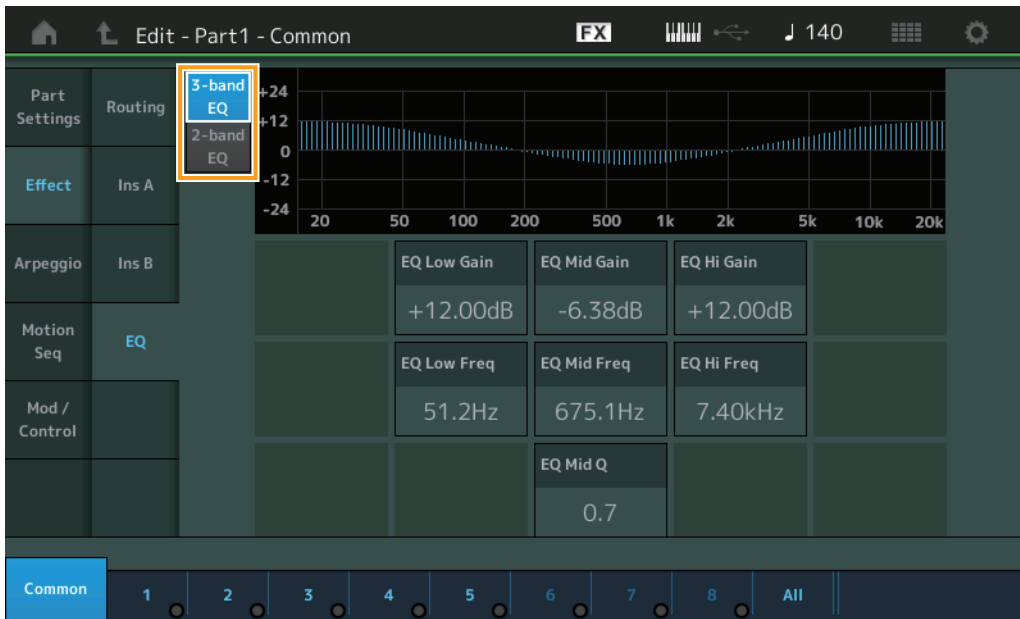 Edit - Part1 - Common
FX
♩ 140
Part
Settings
Effect
Arpeggio
Motion
Seq
Mod /
Control
Routing
Ins A
Ins B
EQ
3-band
EQ
2-band
EQ
+24
+12
0
-12
-24
20 50 100 200 500 1k 2k 5k 10k 20k
EQ Low Gain EQ Mid Gain EQ Hi Gain
+12.00dB -6.38dB +12.00dB
EQ Low Freq EQ Mid Freq EQ Hi Freq
51.2Hz 675.1Hz 7.40kHz
EQ Mid Q
0.7
Common 1 2 3 4 5 6 7 8 All